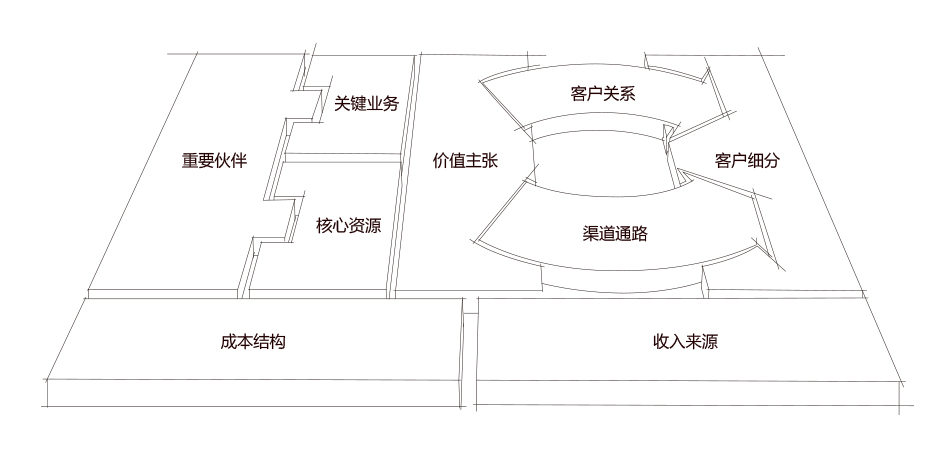 客户关系
关键业务
重要伙伴
价值主张
客户细分
核心资源
渠道通路
成本结构
收入来源